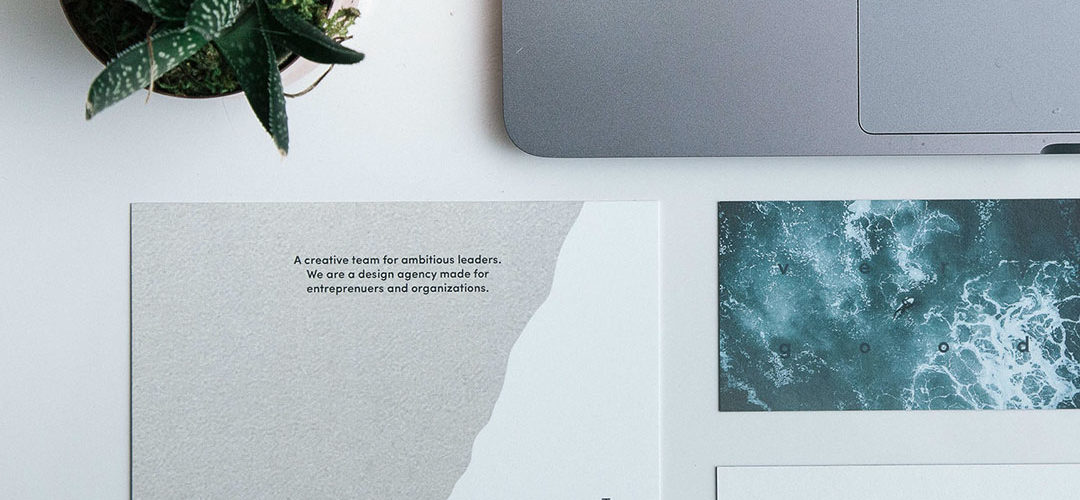 A creative team for ambitious leaders.
We are a design agency made for
entreprenuers and organizations.
v e r
g o o d